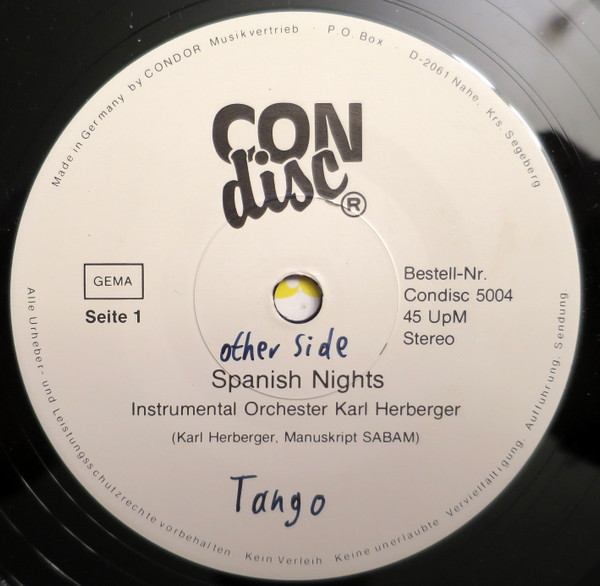 Made in Germany by CONDOR Musikvertrieb · P.O. Box · D-2061 Nahe, Krs. Segeberg
CON
disc®
GEMA
Seite 1
Bestell-Nr.
Condisc 5004
45 UpM
Stereo
other side
Spanish Nights
Instrumental Orchester Karl Herberger
(Karl Herberger, Manuskript SABAM)
Tango
Alle Urheber- und Leistungsschutzrechte vorbehalten Kein Verleih Keine unerlaubte Vervielfältigung, Aufführung, Sendung